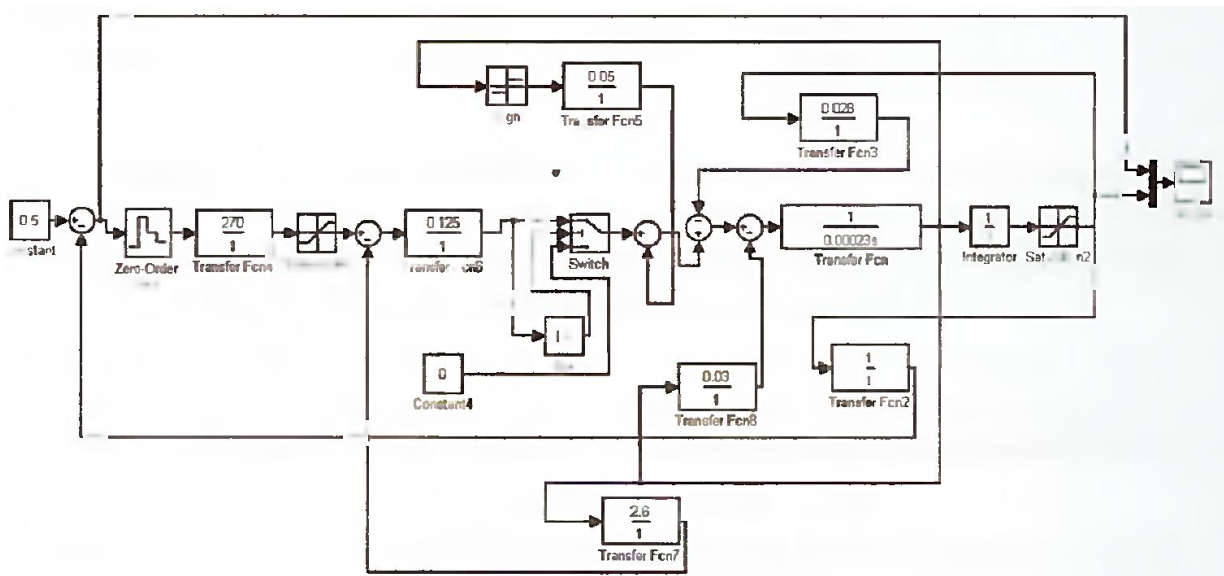 0.05
1
Transfer Fcn5
0.028
1
Transfer Fcn3
0.5
Zero-Order
270
1
Transfer Fcn4
0.125
1
Switch
1
0.00023s
Transfer Fcn
1
Integrator
0
Constant4
0.03
1
Transfer Fcn8
1
1
Transfer Fcn2
2.6
1
Transfer Fcn7